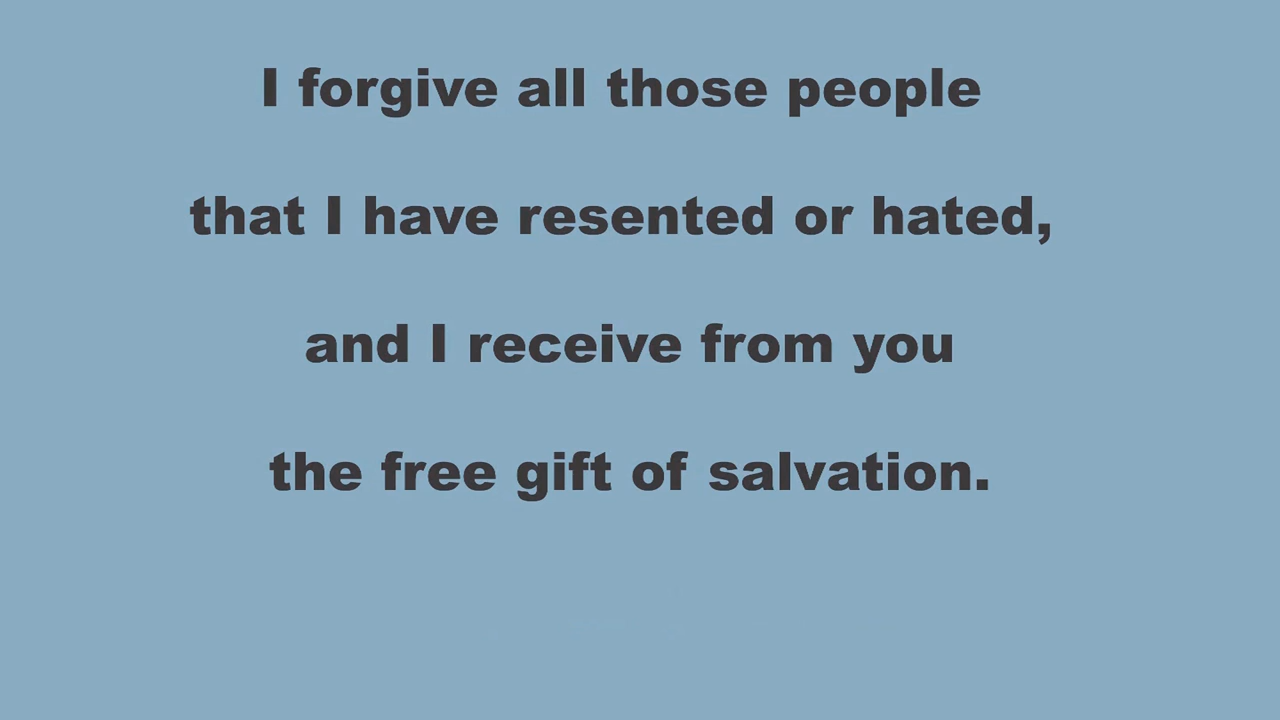 I forgive all those people
that I have resented or hated,
and I receive from you
the free gift of salvation.